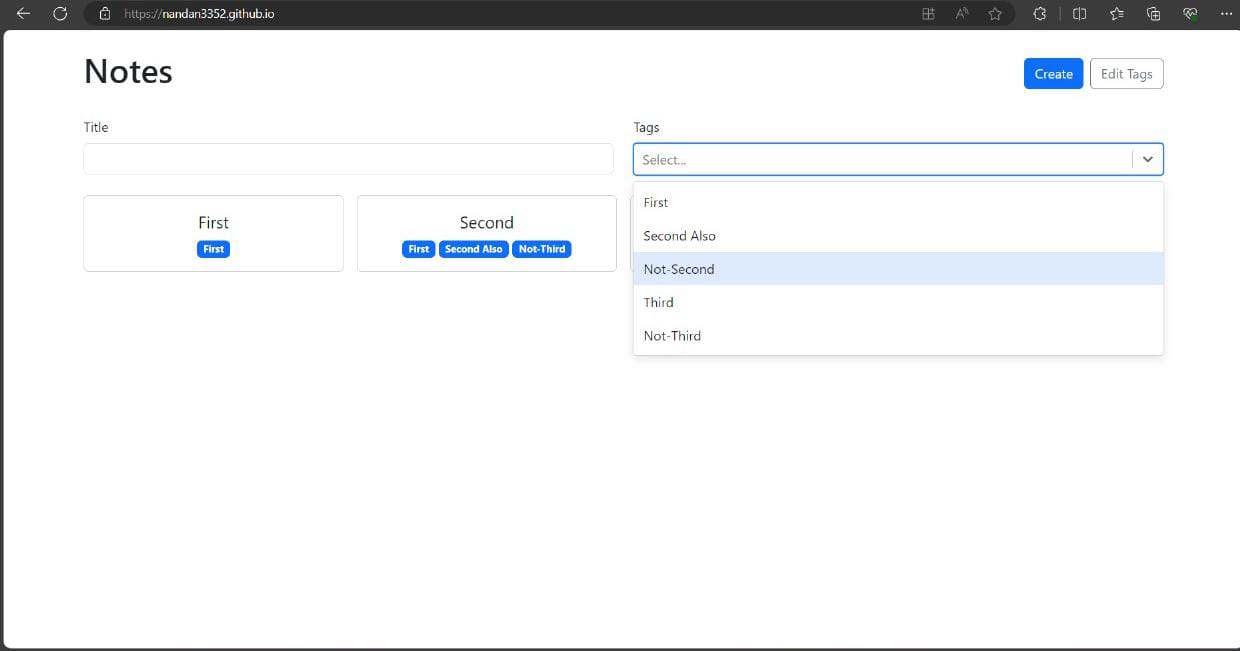 https://nandan3352.github.io
Notes
Create Edit Tags
Title
Tags
Select...
First
First
Second
First Second Also Not-Third
First
Second Also
Not-Second
Third
Not-Third